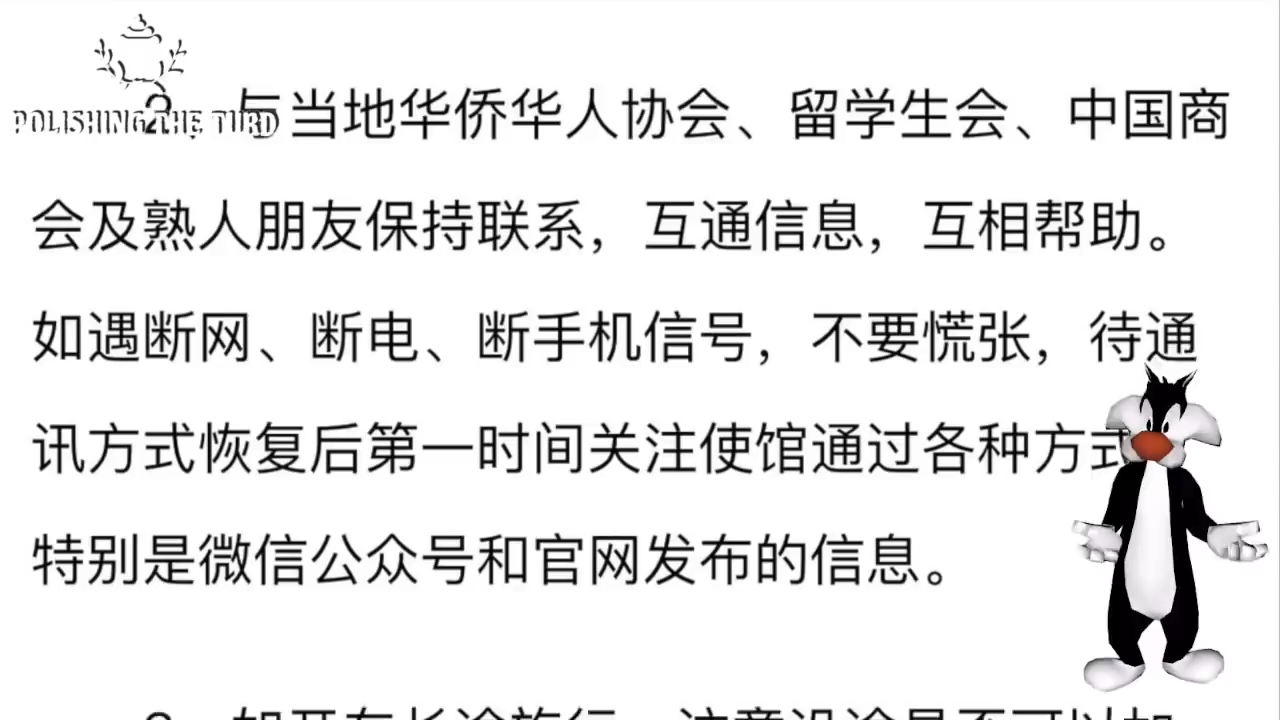 POLISHING THE TURD
2、与当地华侨华人协会、留学生会、中国商
会及熟人朋友保持联系，互通信息，互相帮助。
如遇断网、断电、断手机信号，不要慌张，待通
讯方式恢复后第一时间关注使馆通过各种方式
特别是微信公众号和官网发布的信息。